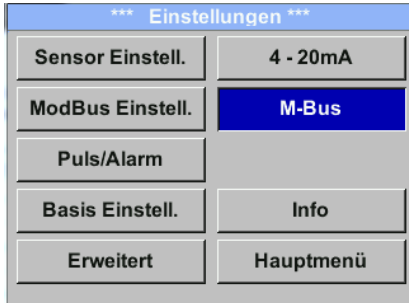 *** Einstellungen ***
Sensor Einstell. 4 - 20mA
ModBus Einstell. M-Bus
Puls/Alarm
Basis Einstell. Info
Erweitert Hauptmenü